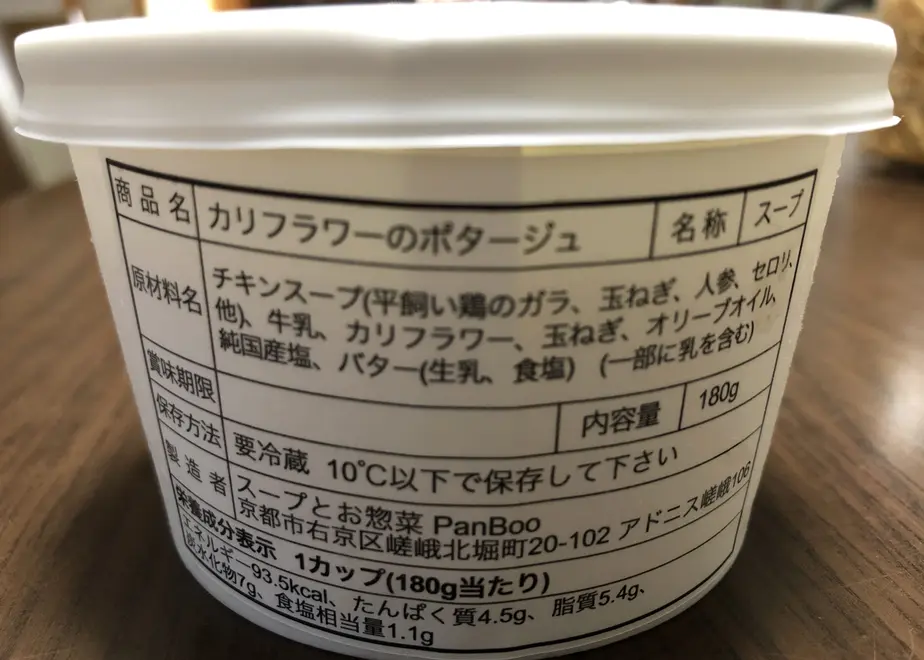 商品名 カリフラワーのポタージュ 名称 スープ
原材料名 チキンスープ(平飼い鶏のガラ、玉ねぎ、人参、セロリ、
他)、牛乳、カリフラワー、玉ねぎ、オリーブオイル、
純国産塩、バター(生乳、食塩) (一部に乳を含む)
賞味期限 内容量 180g
保存方法 要冷蔵 10℃以下で保存して下さい
製造者 スープとお惣菜 PanBoo
京都市右京区嵯峨北堀町20-102 アドニス嵯峨106
栄養成分表示 1カップ(180g当たり)
エネルギー93.5kcal、たんぱく質4.5g、脂質5.4g、
炭水化物7g、食塩相当量1.1g